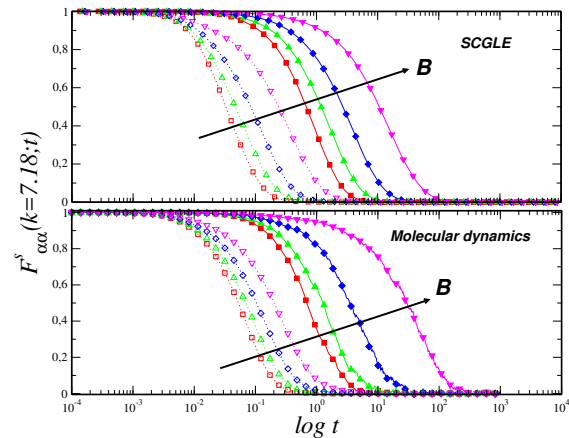 1
0,8
0,6
0,4
0,2
0
SCGLE
B
1
0,8
0,6
0,4
0,2
0
Molecular dynamics
B
F^s_{αα}(k=7.18;t)
10^-4 10^-3 10^-2 10^-1 10^0 10^1 10^2 10^3 10^4
log t